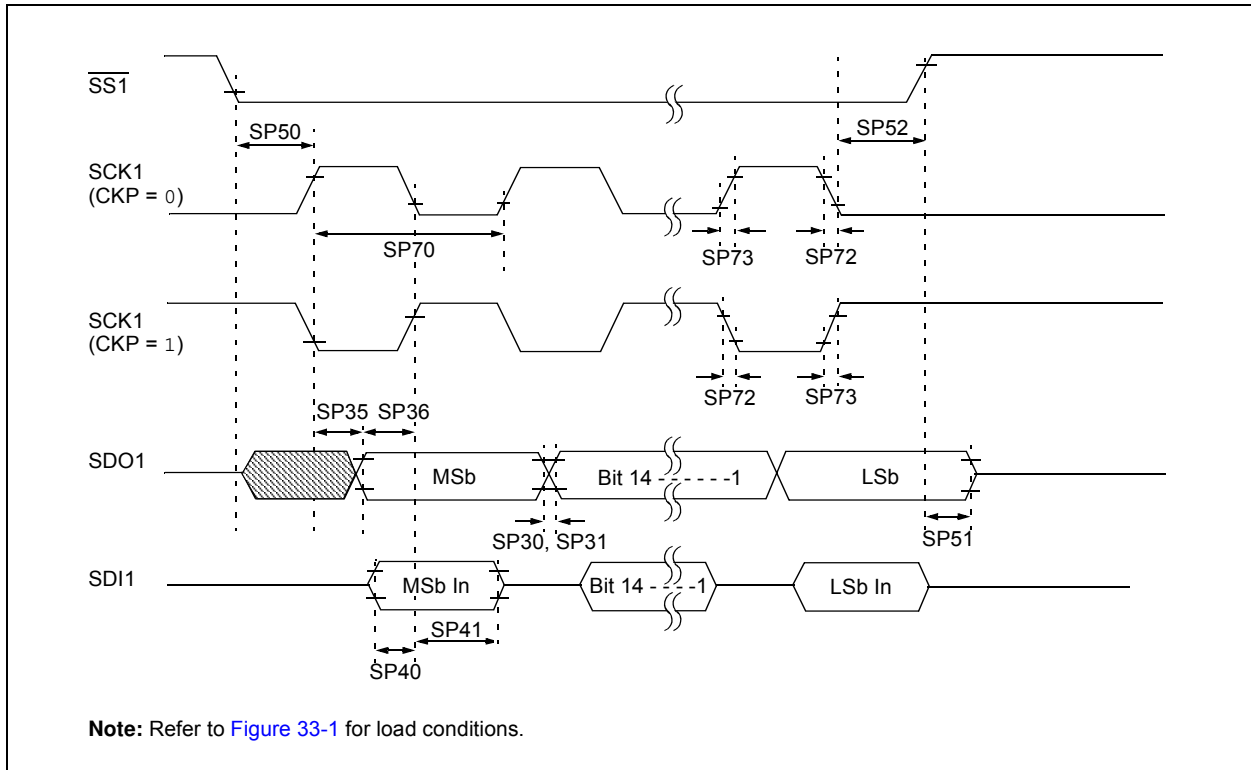 SS1
SP50
SP52
SCK1
(CKP = 0)
SP70
SP73
SP72
SCK1
(CKP = 1)
SP72
SP73
SP35
SP36
SDO1
MSb
Bit 14 - - - - - -1
LSb
SP30, SP31
SP51
SDI1
MSb In
Bit 14 - - - -1
LSb In
SP41
SP40
Note: Refer to Figure 33-1 for load conditions.